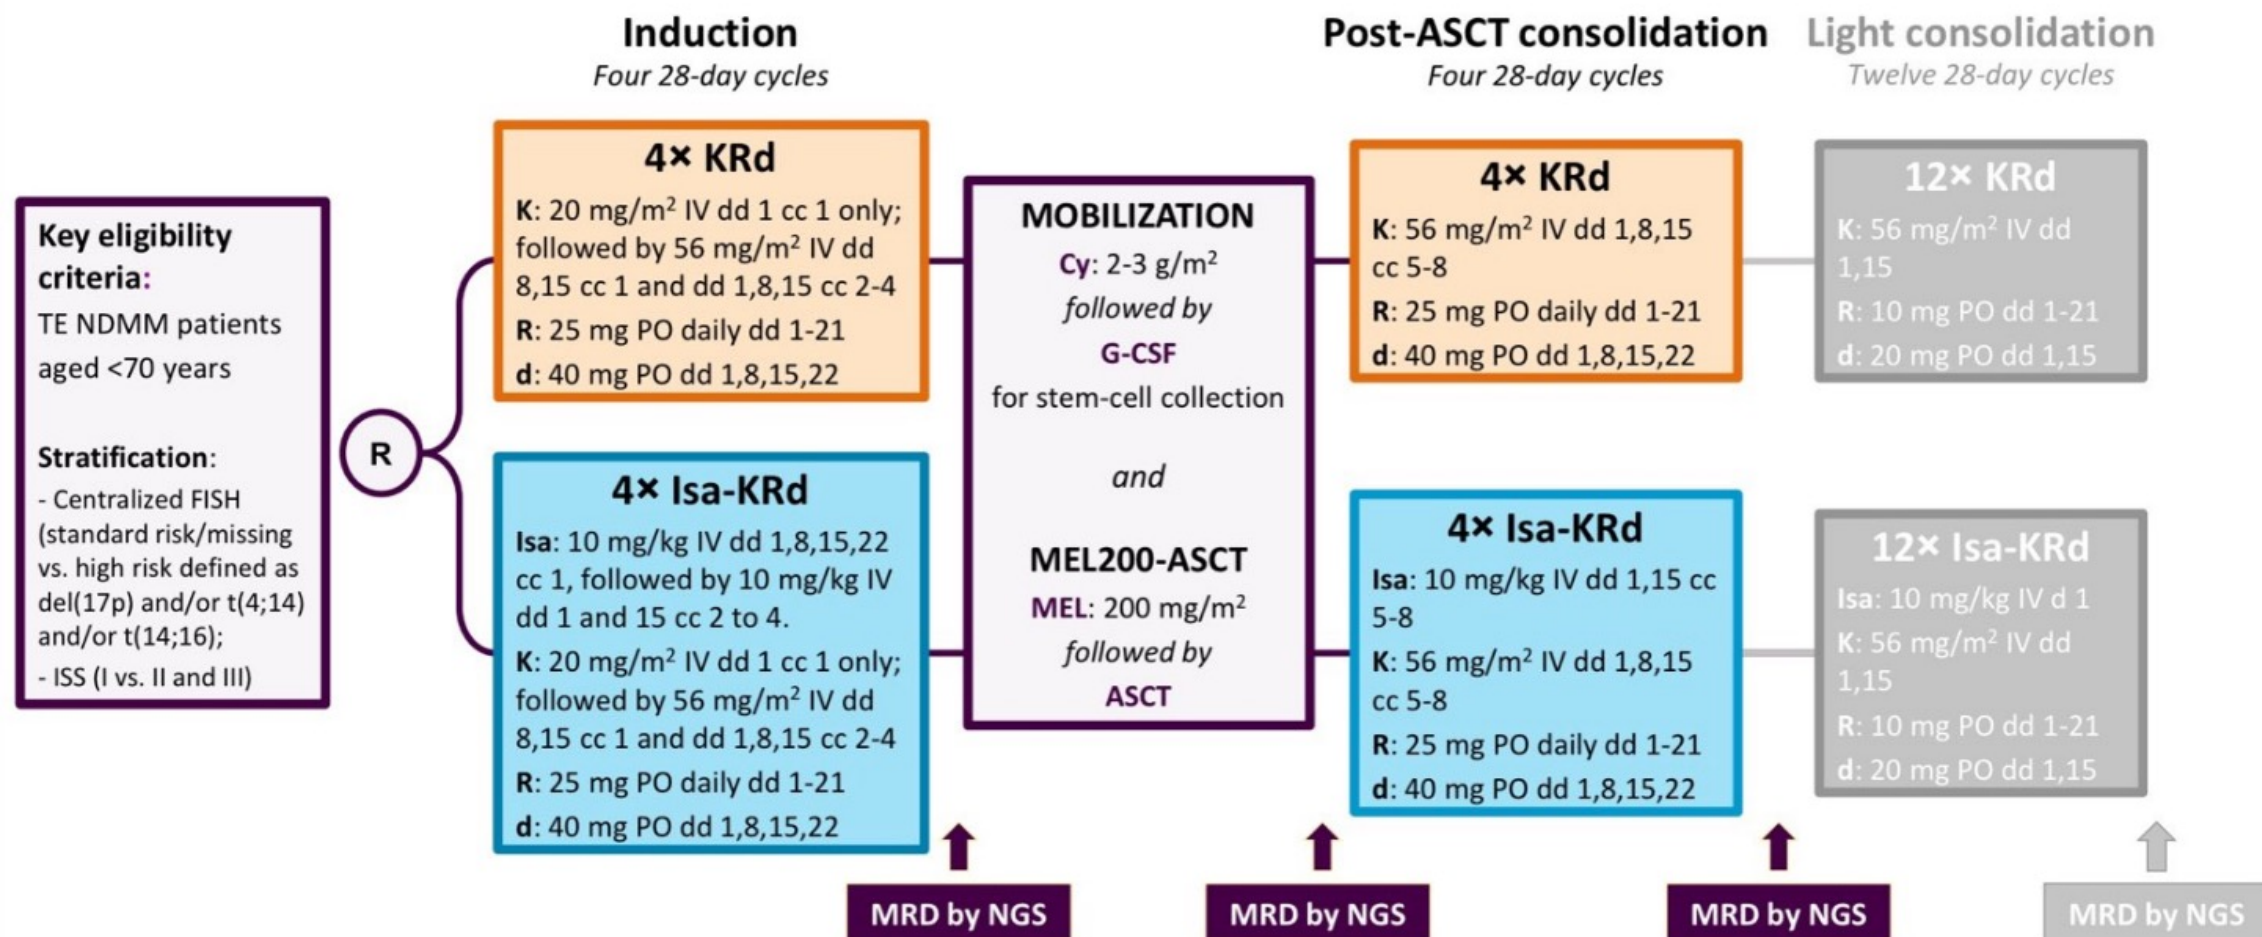 Induction
Four 28-day cycles
Post-ASCT consolidation
Four 28-day cycles
Light consolidation
Twelve 28-day cycles
Key eligibility
criteria:
TE NDMM patients
aged <70 years
Stratification:
- Centralized FISH
(standard risk/missing
vs. high risk defined as
del(17p) and/or t(4;14)
and/or t(14;16);
- ISS (I vs. II and III)
R
4× KRd
K: 20 mg/m² IV dd 1 cc 1 only;
followed by 56 mg/m² IV dd
8,15 cc 1 and dd 1,8,15 cc 2-4
R: 25 mg PO daily dd 1-21
d: 40 mg PO dd 1,8,15,22
4× Isa-KRd
Isa: 10 mg/kg IV dd 1,8,15,22
cc 1, followed by 10 mg/kg IV
dd 1 and 15 cc 2 to 4.
K: 20 mg/m² IV dd 1 cc 1 only;
followed by 56 mg/m² IV dd
8,15 cc 1 and dd 1,8,15 cc 2-4
R: 25 mg PO daily dd 1-21
d: 40 mg PO dd 1,8,15,22
MOBILIZATION
Cy: 2-3 g/m²
followed by
G-CSF
for stem-cell collection
and
MEL200-ASCT
MEL: 200 mg/m²
followed by
ASCT
4× KRd
K: 56 mg/m² IV dd 1,8,15
cc 5-8
R: 25 mg PO daily dd 1-21
d: 40 mg PO dd 1,8,15,22
4× Isa-KRd
Isa: 10 mg/kg IV dd 1,15 cc
5-8
K: 56 mg/m² IV dd 1,8,15
cc 5-8
R: 25 mg PO daily dd 1-21
d: 40 mg PO dd 1,8,15,22
12× KRd
K: 56 mg/m² IV dd
1,15
R: 10 mg PO dd 1-21
d: 20 mg PO dd 1,15
12× Isa-KRd
Isa: 10 mg/kg IV d 1
K: 56 mg/m² IV dd
1,15
R: 10 mg PO dd 1-21
d: 20 mg PO dd 1,15
MRD by NGS
MRD by NGS
MRD by NGS
MRD by NGS